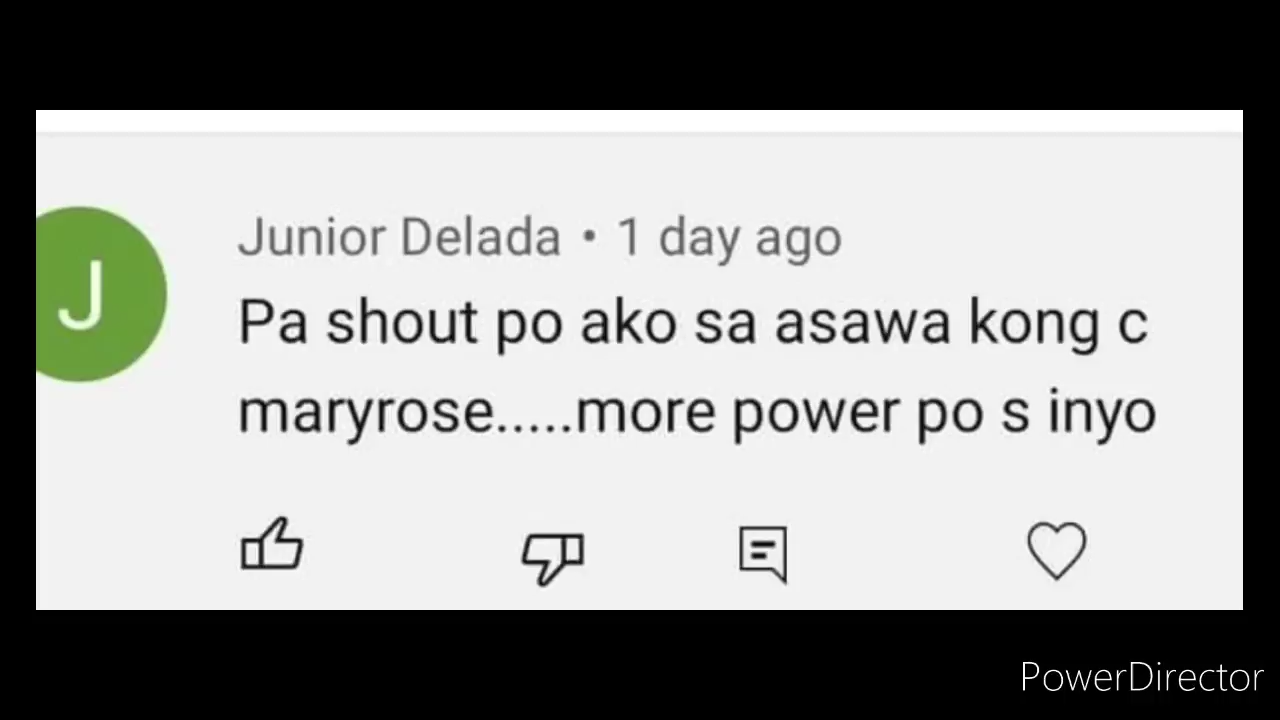 J
Junior Delada • 1 day ago
Pa shout po ako sa asawa kong c
maryrose.....more power po s inyo
PowerDirector